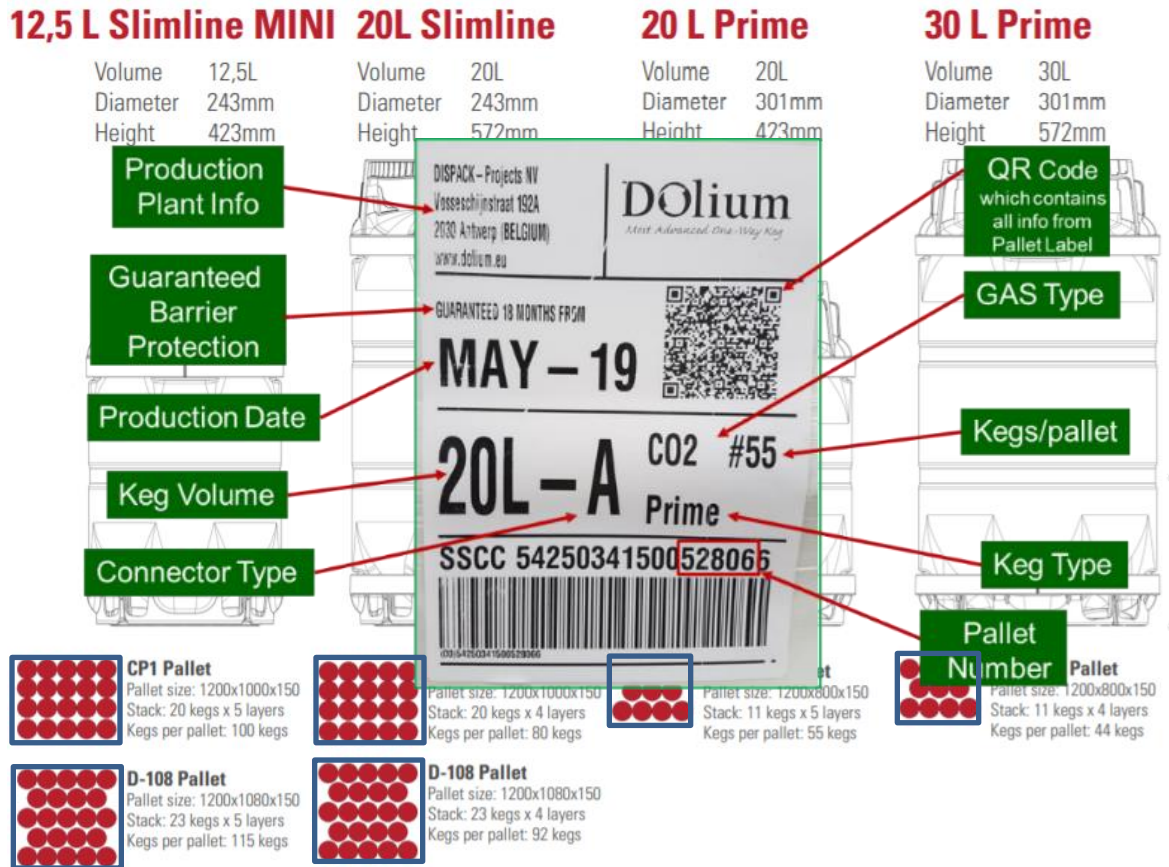 12,5 L Slimline MINI
Volume 12,5L
Diameter 243mm
Height 423mm
20L Slimline
Volume 20L
Diameter 243mm
Height 572mm
20 L Prime
Volume 20L
Diameter 301mm
Height 423mm
30 L Prime
Volume 30L
Diameter 301mm
Height 572mm
Production
Plant Info
Guaranteed
Barrier
Protection
Production Date
Keg Volume
Connector Type
DISPACK – Projects NV
Vosseschijnstraat 192A
2030 Antwerp (BELGIUM)
www.dolium.eu
DOlium
Most Advanced One-Way Keg
GUARANTEED 18 MONTHS FROM
MAY – 19
20L – A
CO2 #55
Prime
SSCC 54250341500528066
QR Code
which contains
all info from
Pallet Label
GAS Type
Kegs/pallet
Keg Type
Pallet
Number
CP1 Pallet
Pallet size: 1200x1000x150
Stack: 20 kegs x 5 layers
Kegs per pallet: 100 kegs
Pallet size: 1200x1000x150
Stack: 20 kegs x 4 layers
Kegs per pallet: 80 kegs
Pallet size: 1200x800x150
Stack: 11 kegs x 5 layers
Kegs per pallet: 55 kegs
Pallet
Pallet size: 1200x800x150
Stack: 11 kegs x 4 layers
Kegs per pallet: 44 kegs
D-108 Pallet
Pallet size: 1200x1080x150
Stack: 23 kegs x 5 layers
Kegs per pallet: 115 kegs
D-108 Pallet
Pallet size: 1200x1080x150
Stack: 23 kegs x 4 layers
Kegs per pallet: 92 kegs